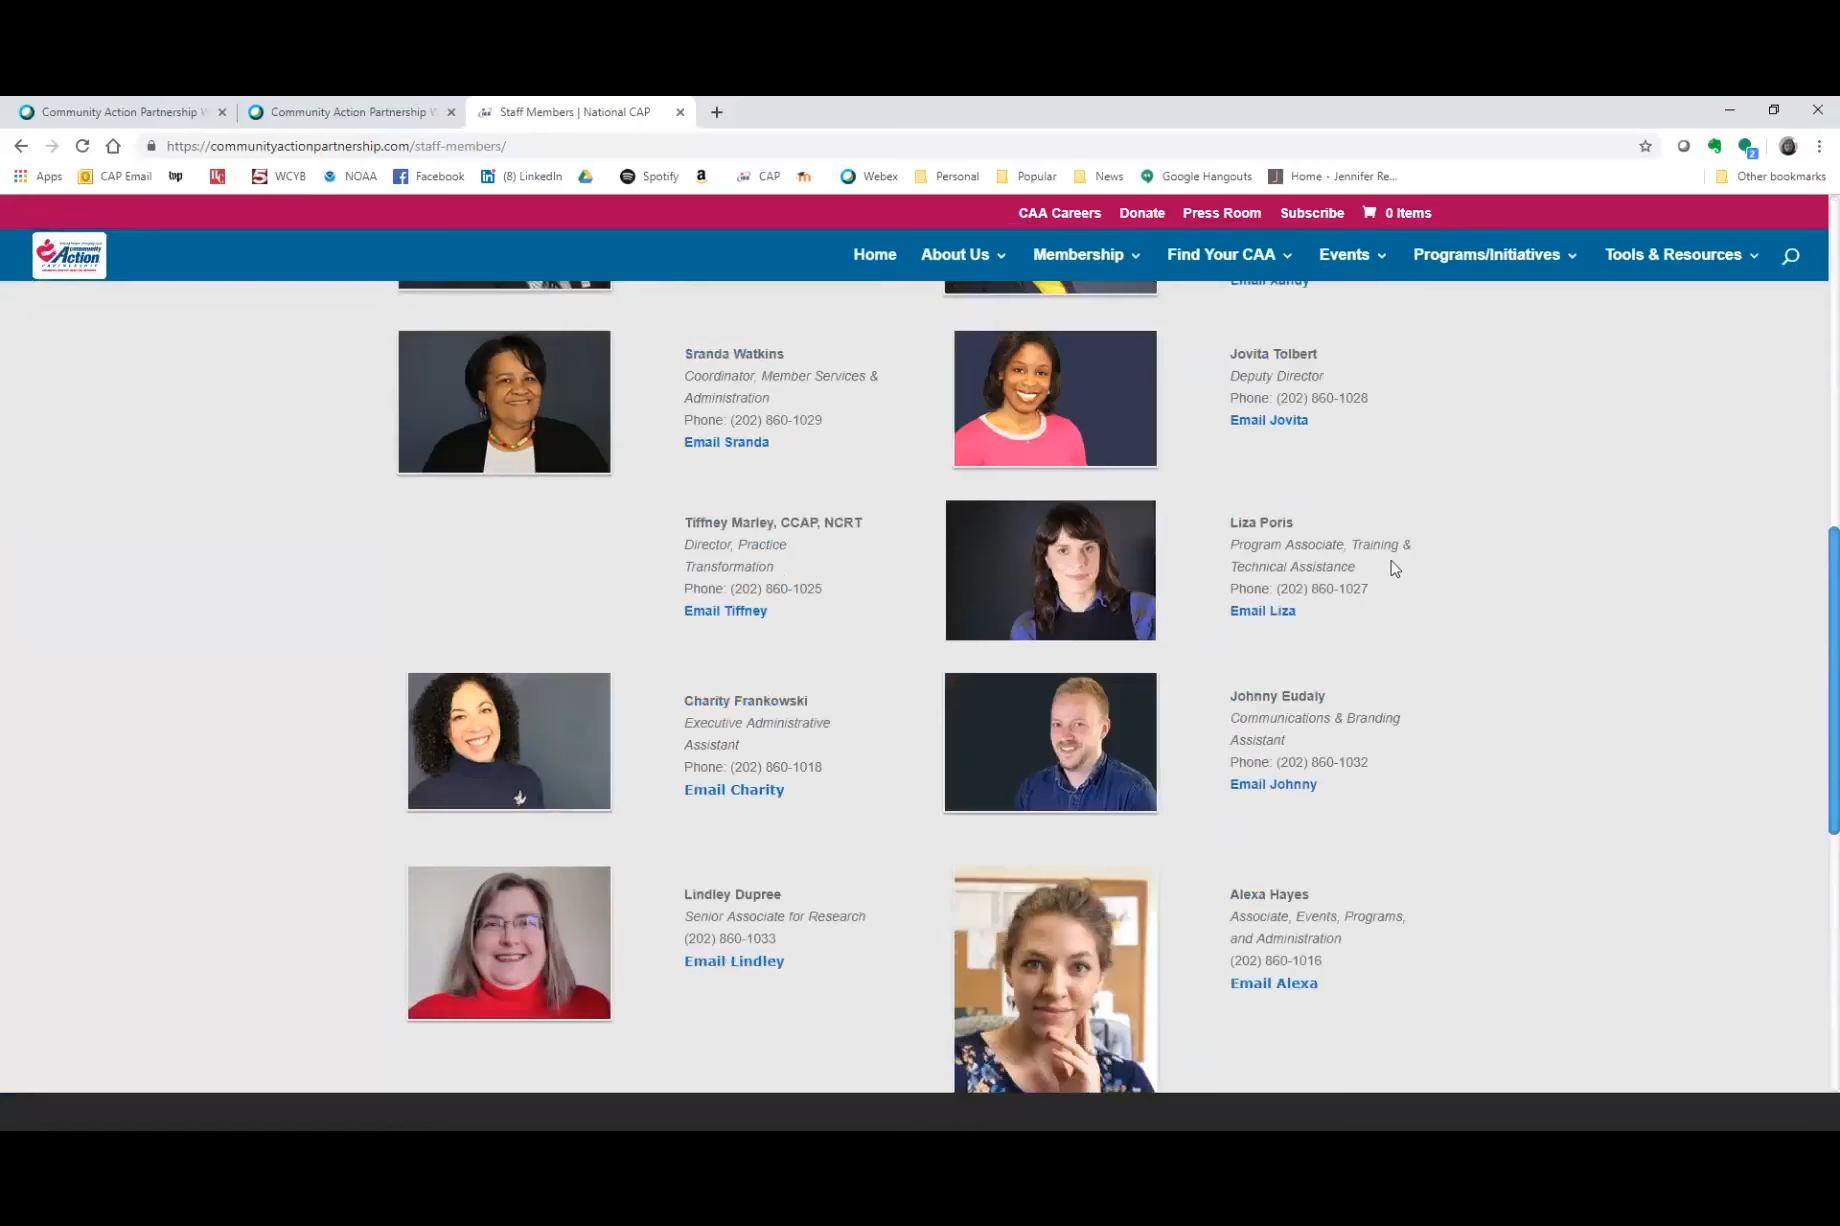 Community Action Partnership W
Community Action Partnership W
Staff Members | National CAP
https://communityactionpartnership.com/staff-members/
Apps
CAP Email
WCYB
NOAA
Facebook
(8) LinkedIn
Spotify
CAP
Webex
Personal
Popular
News
Google Hangouts
Home - Jennifer Re...
Other bookmarks
CAA Careers
Donate
Press Room
Subscribe
0 Items
community
Action
PARTNERSHIP
Home
About Us
Membership
Find Your CAA
Events
Programs/Initiatives
Tools & Resources
Email Xandy
Sranda Watkins
Coordinator, Member Services &
Administration
Phone: (202) 860-1029
Email Sranda
Jovita Tolbert
Deputy Director
Phone: (202) 860-1028
Email Jovita
Tiffney Marley, CCAP, NCRT
Director, Practice
Transformation
Phone: (202) 860-1025
Email Tiffney
Liza Poris
Program Associate, Training &
Technical Assistance
Phone: (202) 860-1027
Email Liza
Charity Frankowski
Executive Administrative
Assistant
Phone: (202) 860-1018
Email Charity
Johnny Eudaly
Communications & Branding
Assistant
Phone: (202) 860-1032
Email Johnny
Lindley Dupree
Senior Associate for Research
(202) 860-1033
Email Lindley
Alexa Hayes
Associate, Events, Programs,
and Administration
(202) 860-1016
Email Alexa